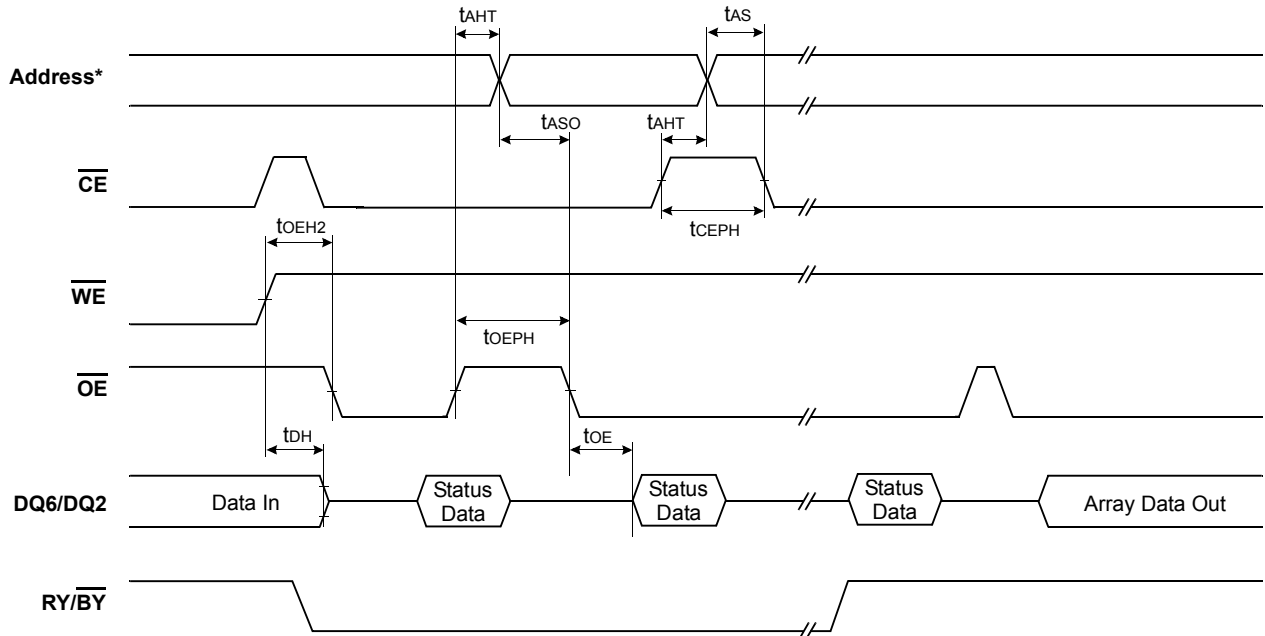 tAHT
tAS
Address*
tASO
tAHT
CE
tOEH2
tCEPH
WE
tOEPH
OE
tDH
tOE
DQ6/DQ2
Data In
Status
Data
Status
Data
Status
Data
Array Data Out
RY/BY